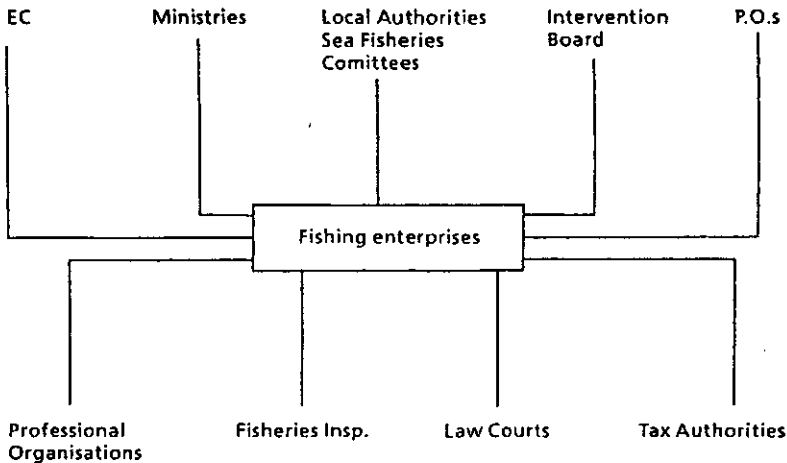 EC
Ministries
Local Authorities
Sea Fisheries
Comittees
Intervention
Board
P.O.s
Fishing enterprises
Professional
Organisations
Fisheries Insp.
Law Courts
Tax Authorities